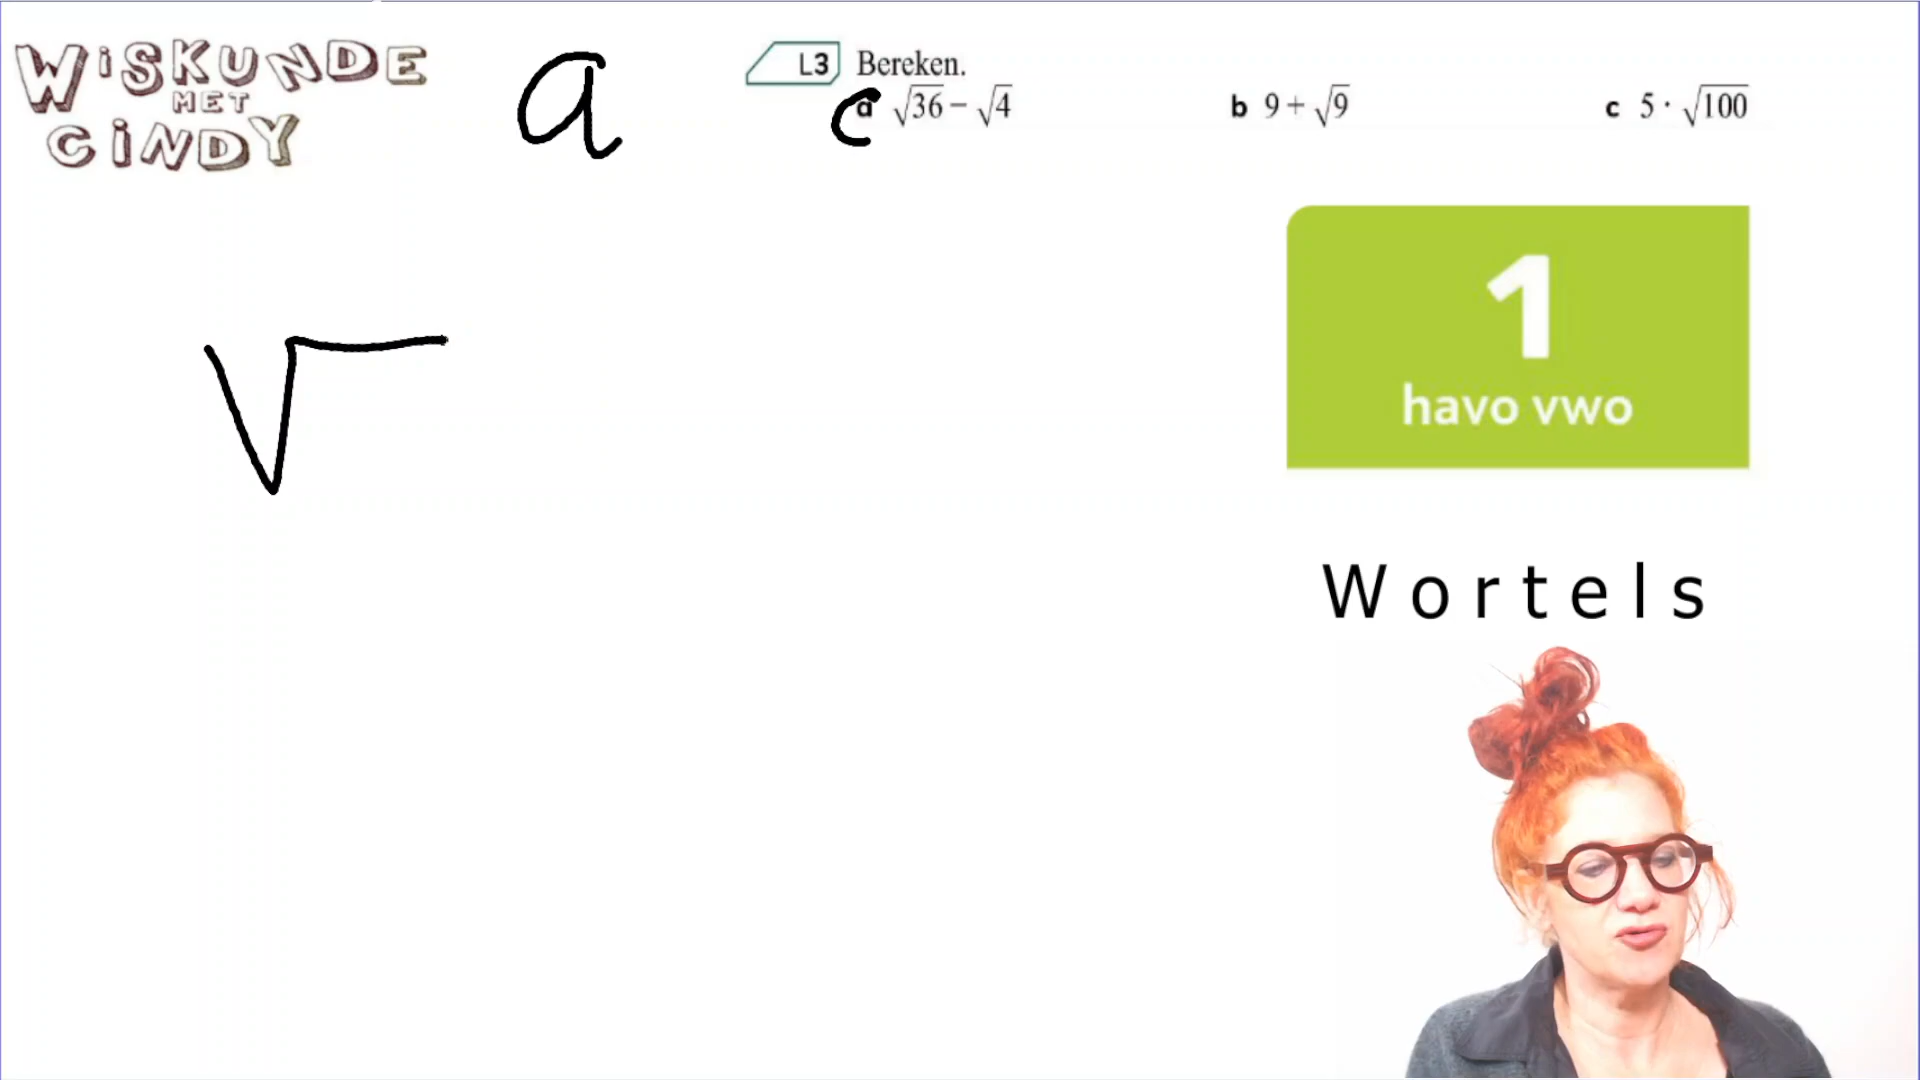 WiSKUNDE
MET
CiNDY
a
c
L3 Bereken.
a √36 − √4
b 9 + √9
c 5 · √100
√
1
havo vwo
Wortels